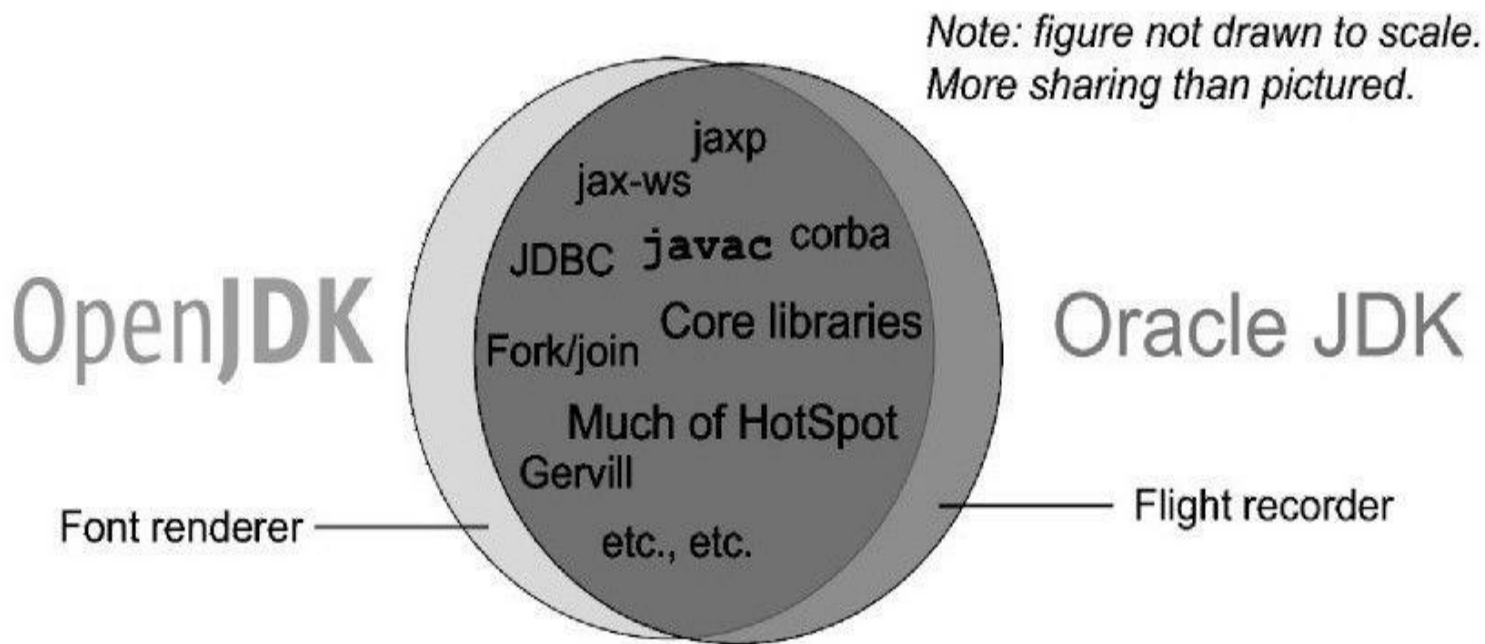 Note: figure not drawn to scale.
More sharing than pictured.
jaxp
jax-ws
JDBC javac corba
OpenJDK
Core libraries
Oracle JDK
Fork/join
Much of HotSpot
Gervill
Font renderer
Flight recorder
etc., etc.